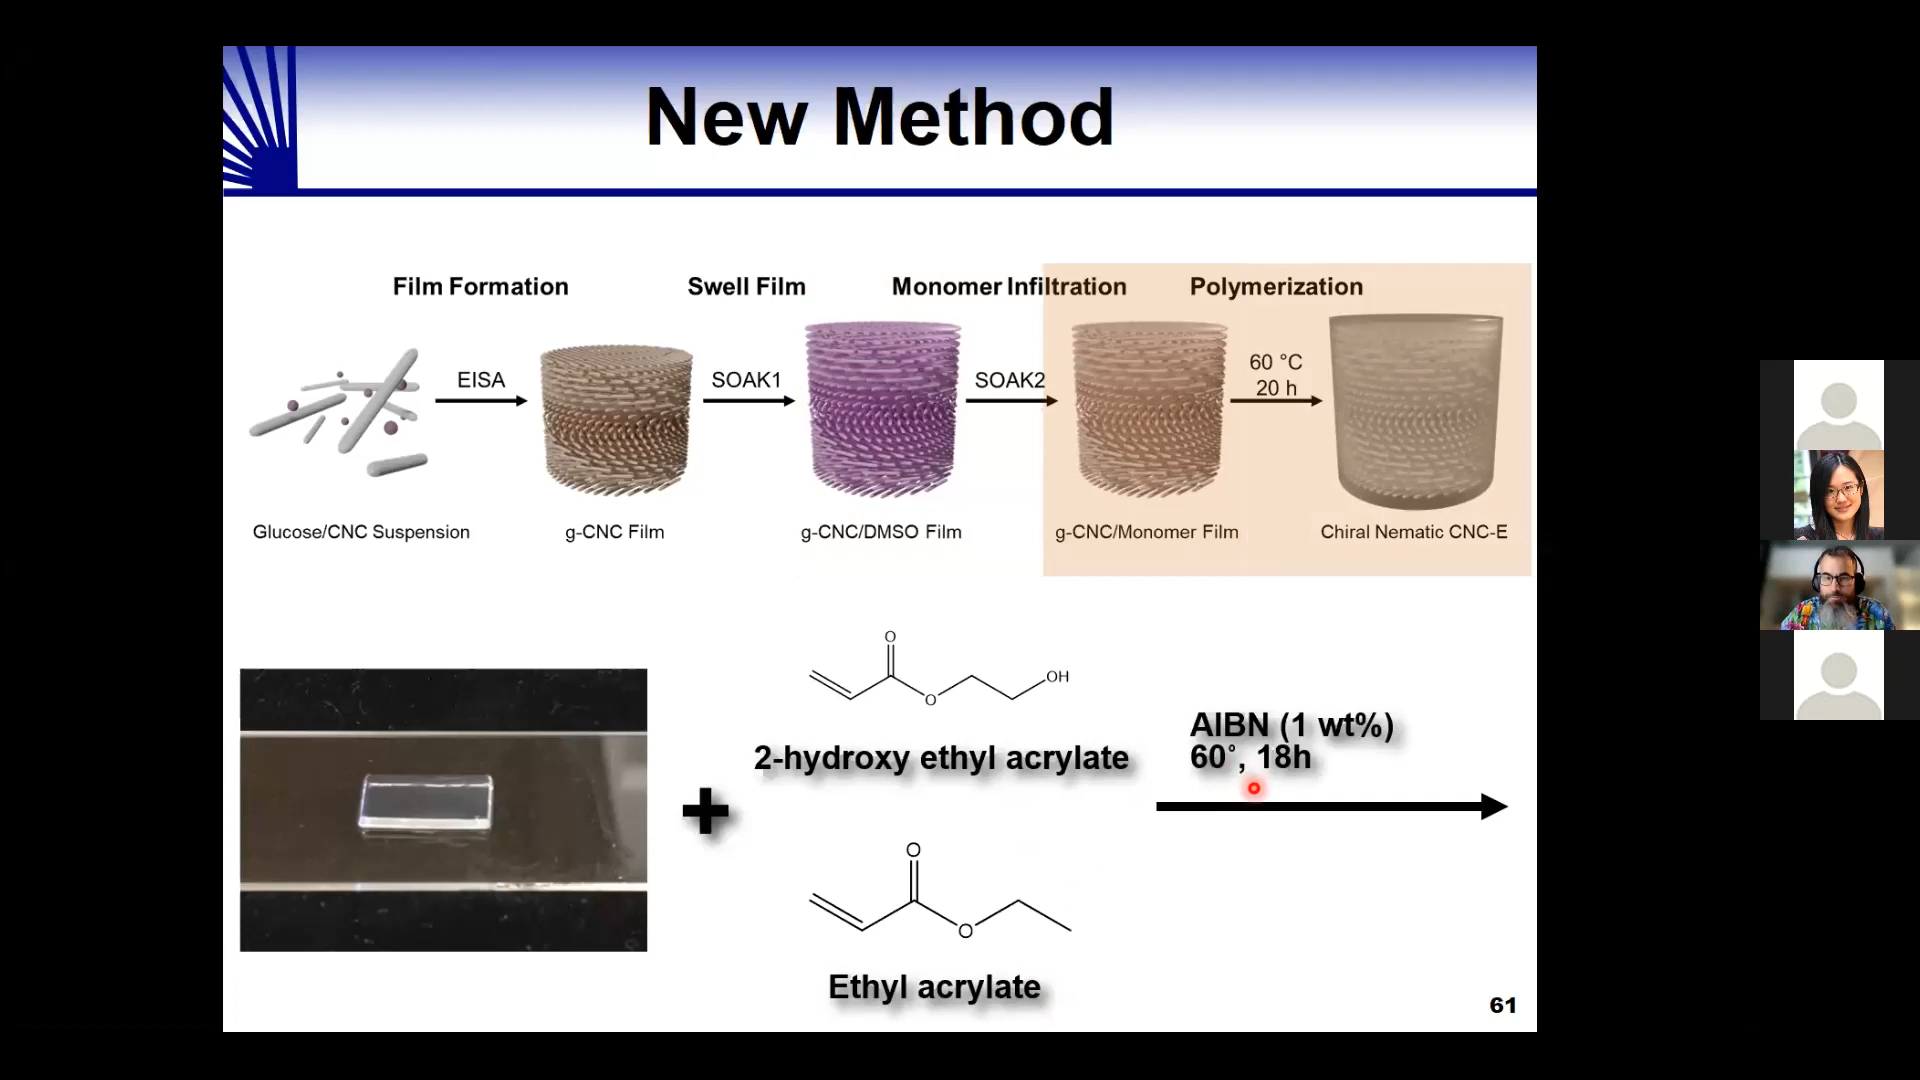 New Method
Film Formation
Swell Film
Monomer Infiltration
Polymerization
EISA
SOAK1
SOAK2
60 °C
20 h
Glucose/CNC Suspension
g-CNC Film
g-CNC/DMSO Film
g-CNC/Monomer Film
Chiral Nematic CNC-E
O
O
OH
2-hydroxy ethyl acrylate
+
AIBN (1 wt%)
60°, 18h
O
O
Ethyl acrylate
61